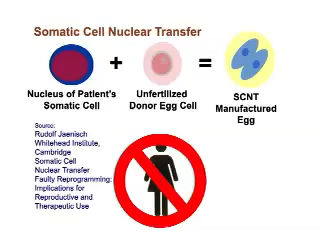 Somatic Cell Nuclear Transfer
+ =
Nucleus of Patient's
Somatic Cell
Unfertilized
Donor Egg Cell
SCNT
Manufactured
Egg
Source:
Rudolf Jaenisch
Whitehead Institute,
Cambridge
Somatic Cell
Nuclear Transfer
Faulty Reprogramming:
Implications for
Reproductive and
Therapeutic Use